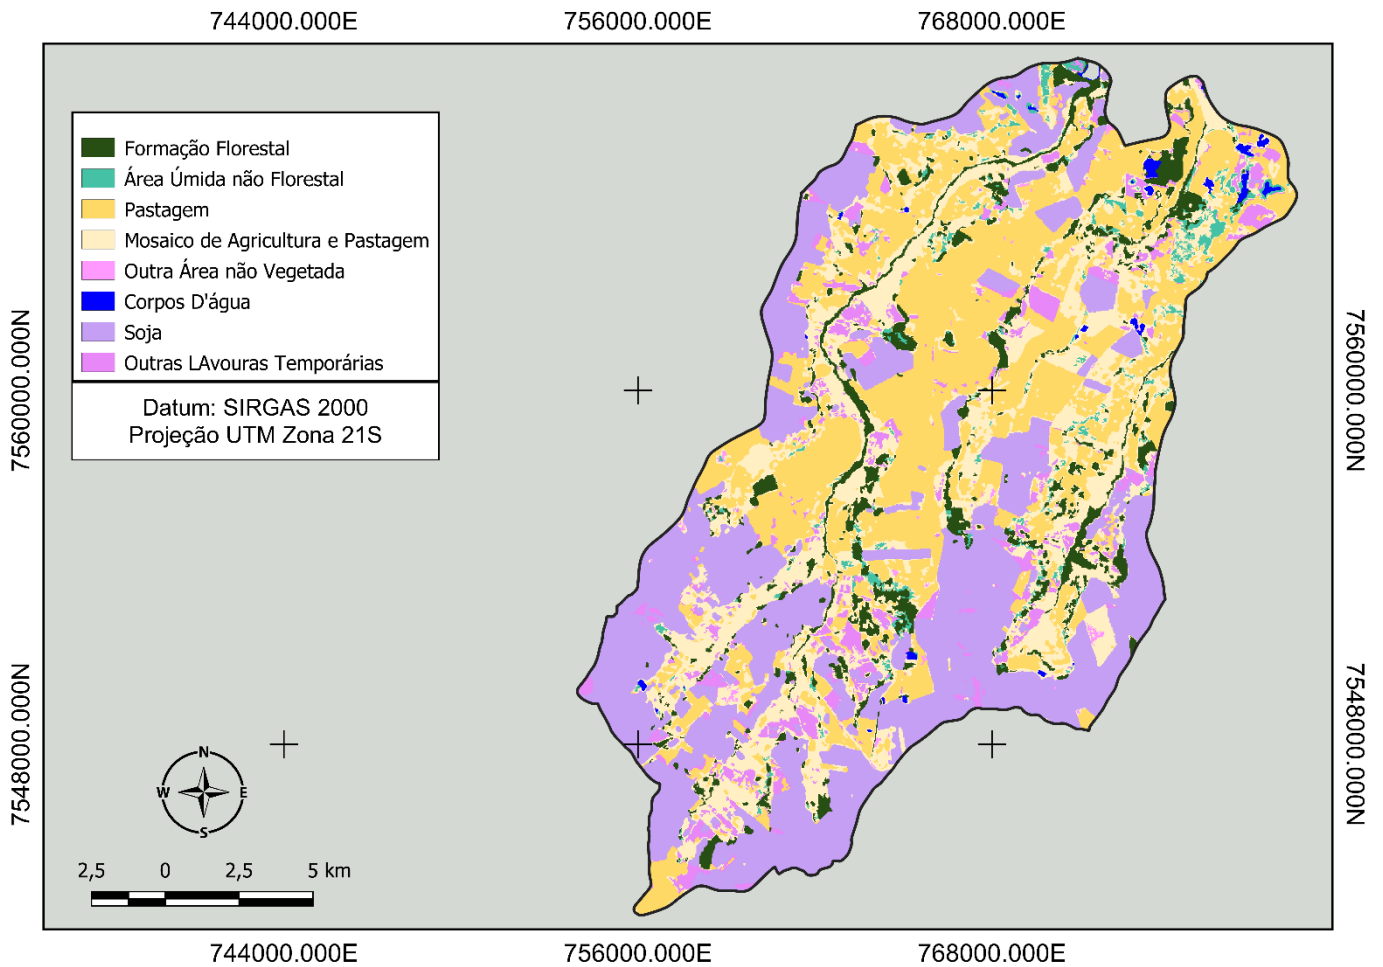 744000.000E 756000.000E 768000.000E
Formação Florestal
Área Úmida não Florestal
Pastagem
Mosaico de Agricultura e Pastagem
Outra Área não Vegetada
Corpos D'água
Soja
Outras LAvouras Temporárias
Datum: SIRGAS 2000
Projeção UTM Zona 21S
7560000.000N
7560000.000N
7548000.000N
7548000.000N
N
W E
S
2,5 0 2,5 5 km
744000.000E 756000.000E 768000.000E